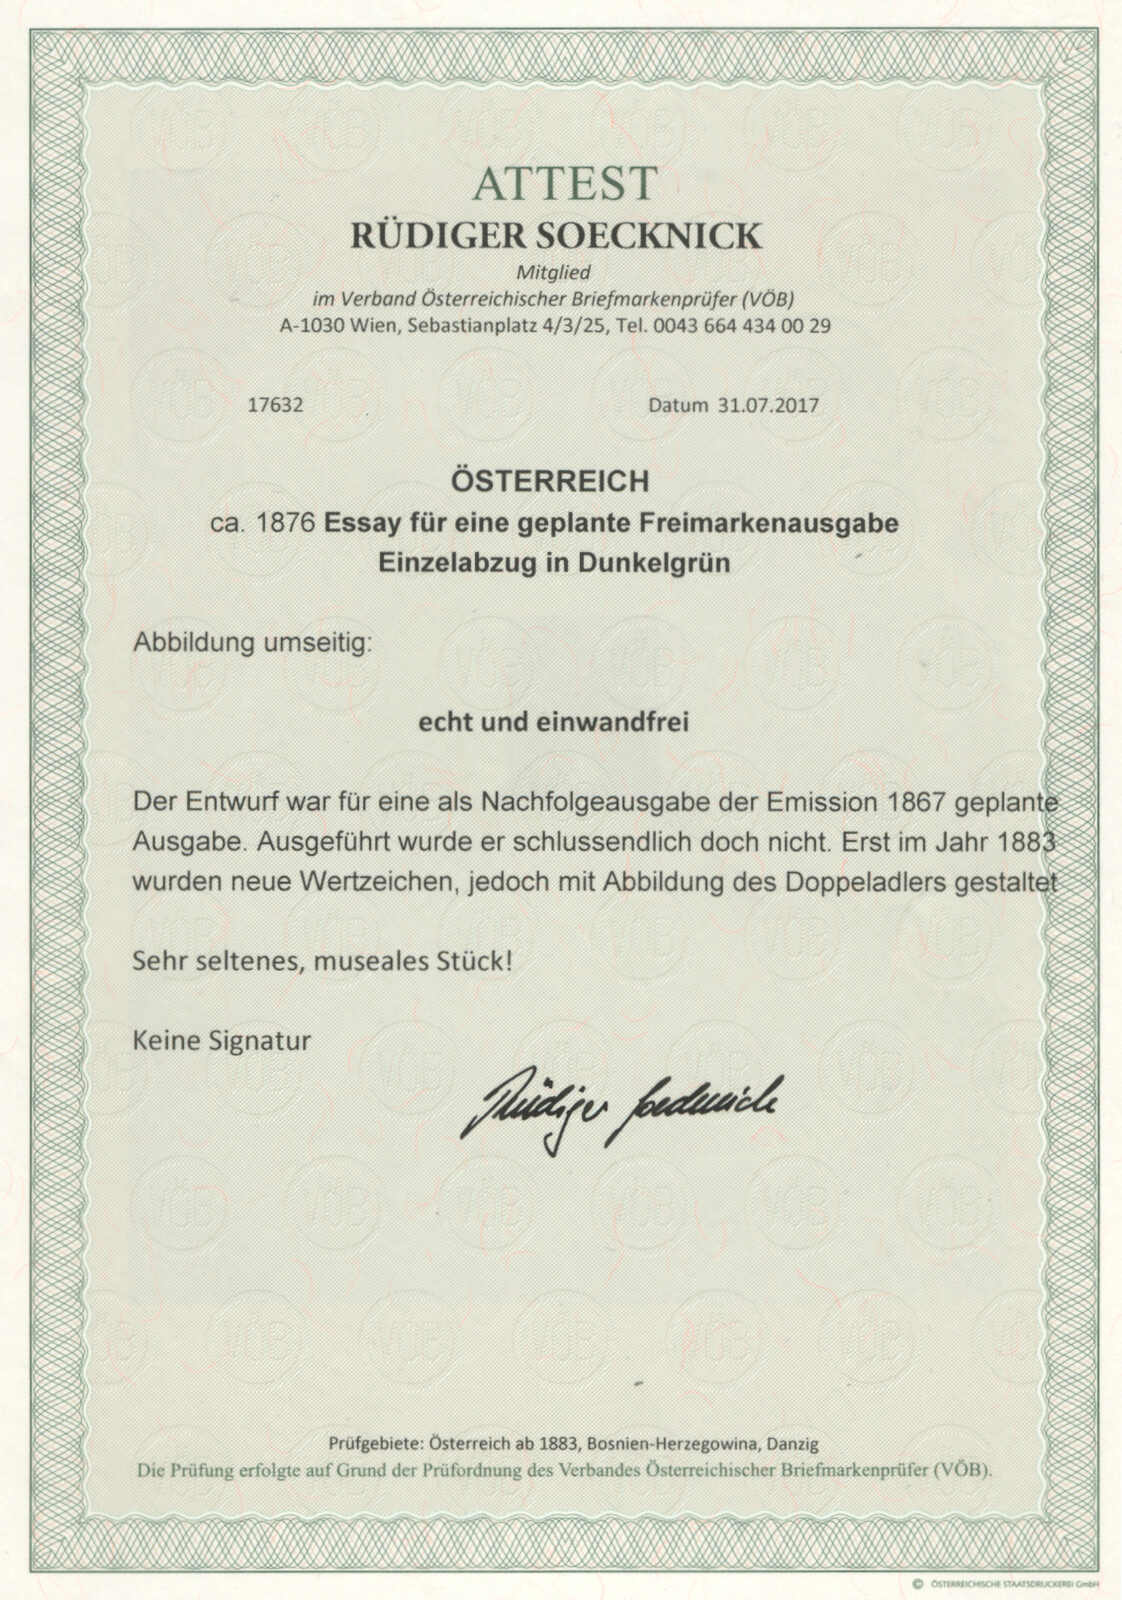 ATTEST
RÜDIGER SOECKNICK
Mitglied
im Verband Österreichischer Briefmarkenprüfer (VÖB)
A-1030 Wien, Sebastianplatz 4/3/25, Tel. 0043 664 434 00 29
17632 Datum 31.07.2017
ÖSTERREICH
ca. 1876 Essay für eine geplante Freimarkenausgabe
Einzelabzug in Dunkelgrün
Abbildung umseitig:
echt und einwandfrei
Der Entwurf war für eine als Nachfolgeausgabe der Emission 1867 geplante
Ausgabe. Ausgeführt wurde er schlussendlich doch nicht. Erst im Jahr 1883
wurden neue Wertzeichen, jedoch mit Abbildung des Doppeladlers gestaltet
Sehr seltenes, museales Stück!
Keine Signatur
Rüdiger Soecknick
Prüfgebiete: Österreich ab 1883, Bosnien-Herzegowina, Danzig
Die Prüfung erfolgte auf Grund der Prüfordnung des Verbandes Österreichischer Briefmarkenprüfer (VÖB).
© ÖSTERREICHISCHE STAATSDRUCKEREI GmbH